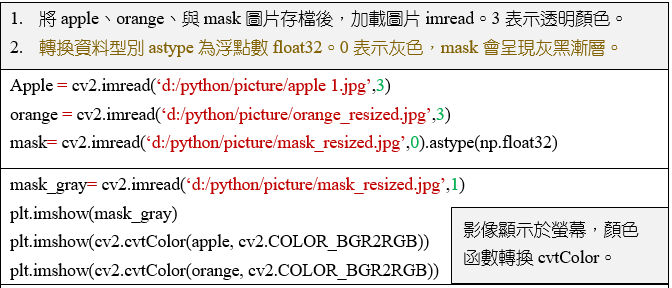 1. 將 apple、orange、與 mask 圖片存檔後，加載圖片 imread。3 表示透明顏色。
2. 轉換資料型別 astype 為浮點數 float32。0 表示灰色，mask 會呈現灰黑漸層。
Apple = cv2.imread(‘d:/python/picture/apple 1.jpg’,3)
orange = cv2.imread(‘d:/python/picture/orange_resized.jpg’,3)
mask= cv2.imread(‘d:/python/picture/mask_resized.jpg’,0).astype(np.float32)
mask_gray= cv2.imread(‘d:/python/picture/mask_resized.jpg’,1)
plt.imshow(mask_gray)
plt.imshow(cv2.cvtColor(apple, cv2.COLOR_BGR2RGB))
plt.imshow(cv2.cvtColor(orange, cv2.COLOR_BGR2RGB))
影像顯示於螢幕，顏色
函數轉換 cvtColor。